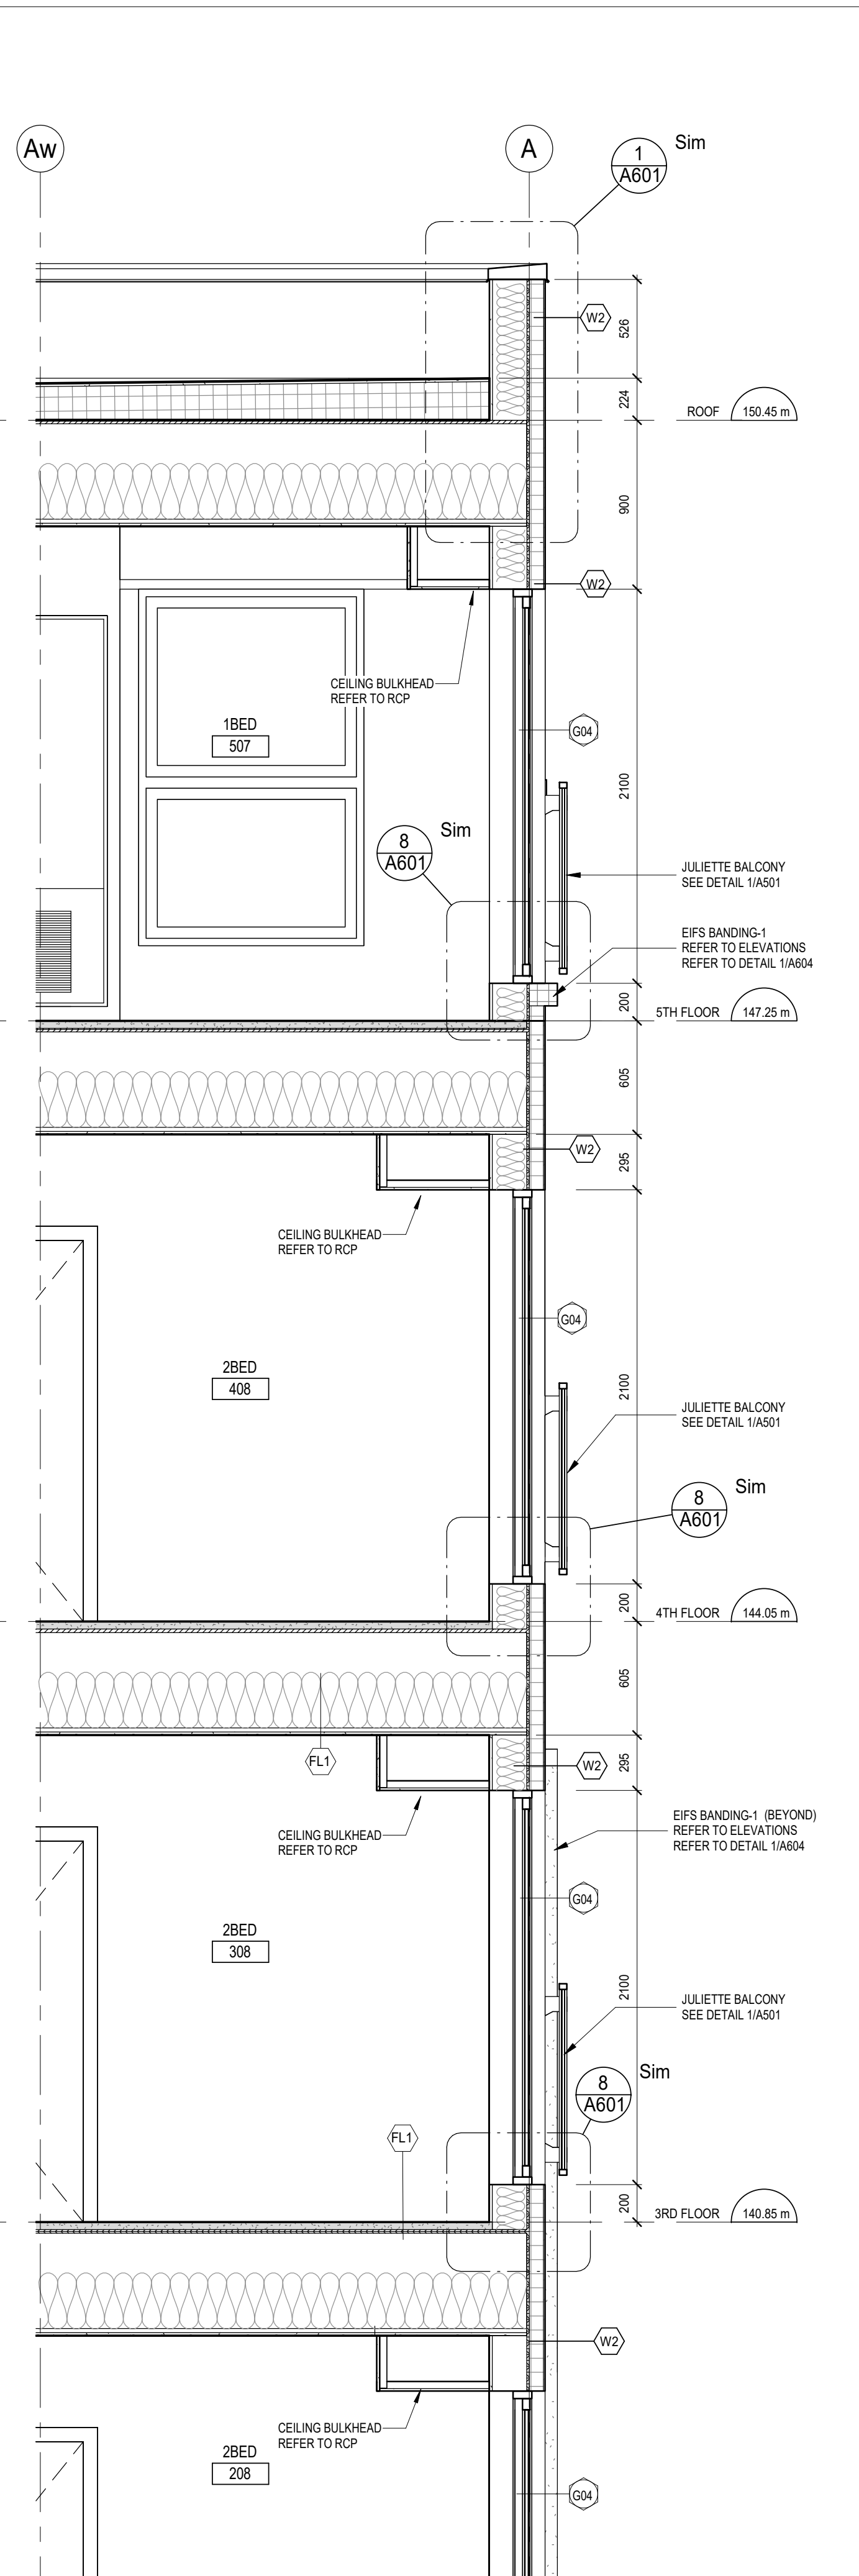 Aw
A
1
A601
Sim
W2
526
224
ROOF
150.45 m
900
W2
CEILING BULKHEAD
REFER TO RCP
1BED
507
G04
2100
8
A601
Sim
JULIETTE BALCONY
SEE DETAIL 1/A501
EIFS BANDING-1
REFER TO ELEVATIONS
REFER TO DETAIL 1/A604
200
5TH FLOOR
147.25 m
605
W2
295
CEILING BULKHEAD
REFER TO RCP
G04
2BED
408
2100
JULIETTE BALCONY
SEE DETAIL 1/A501
8
A601
Sim
200
4TH FLOOR
144.05 m
605
FL1
W2
295
CEILING BULKHEAD
REFER TO RCP
EIFS BANDING-1 (BEYOND)
REFER TO ELEVATIONS
REFER TO DETAIL 1/A604
G04
2BED
308
2100
JULIETTE BALCONY
SEE DETAIL 1/A501
8
A601
Sim
FL1
200
3RD FLOOR
140.85 m
W2
CEILING BULKHEAD
REFER TO RCP
2BED
208
G04